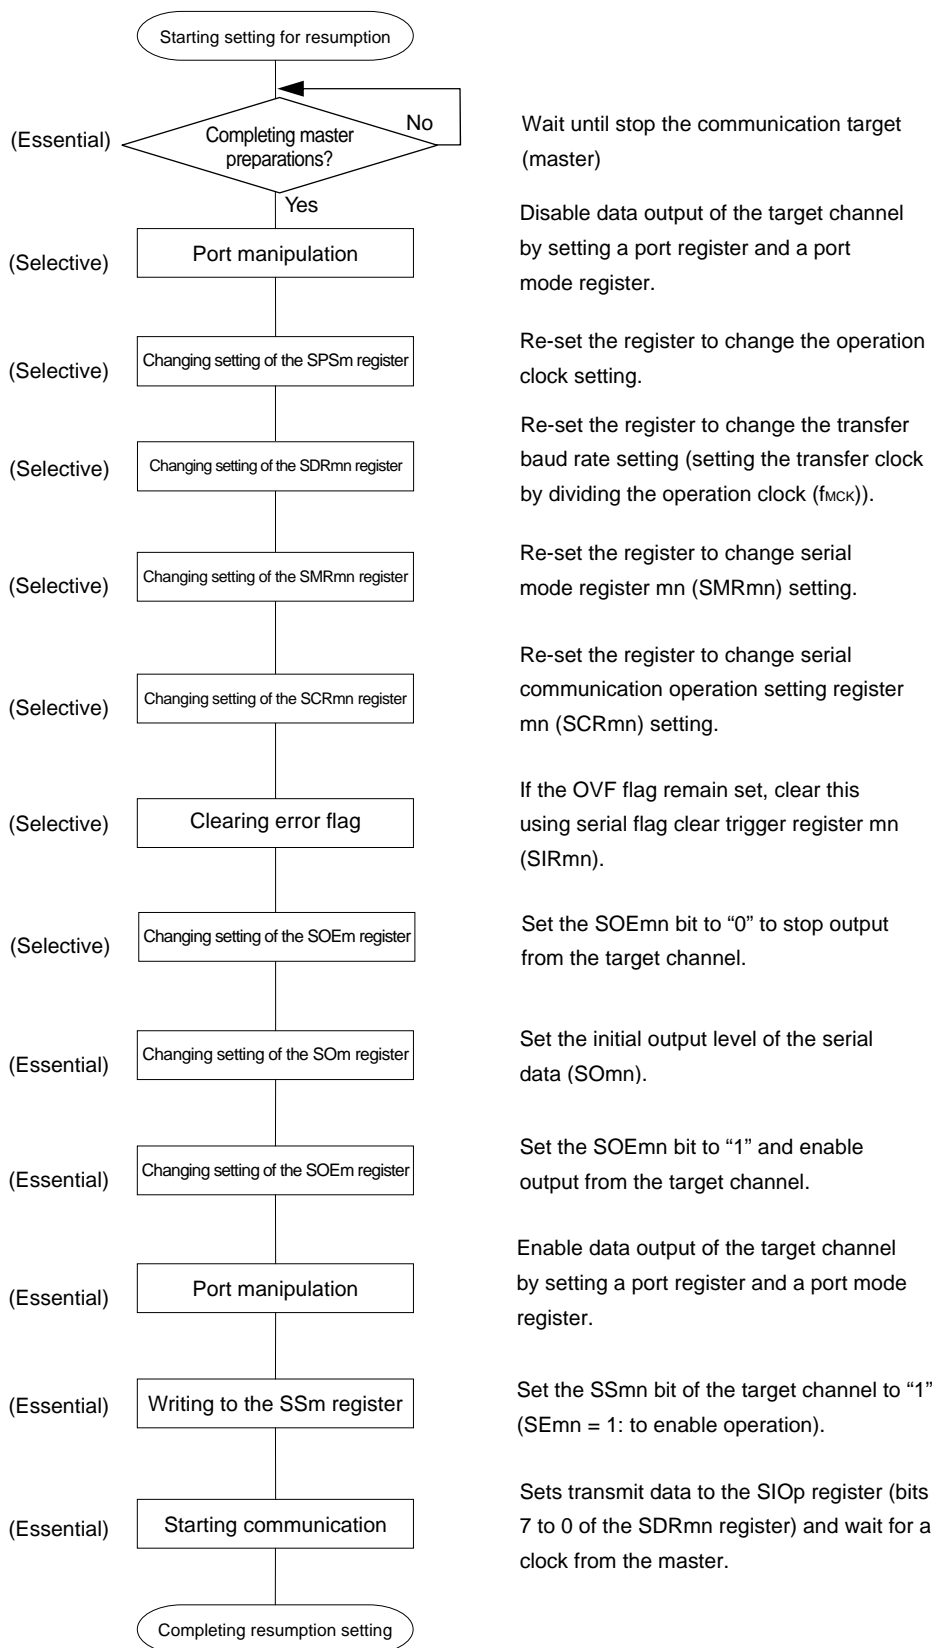 Starting setting for resumption
(Essential)
Completing master
preparations?
No
Wait until stop the communication target
(master)
Yes
(Selective)
Port manipulation
Disable data output of the target channel
by setting a port register and a port
mode register.
(Selective)
Changing setting of the SPSm register
Re-set the register to change the operation
clock setting.
(Selective)
Changing setting of the SDRmn register
Re-set the register to change the transfer
baud rate setting (setting the transfer clock
by dividing the operation clock (fMCK)).
(Selective)
Changing setting of the SMRmn register
Re-set the register to change serial
mode register mn (SMRmn) setting.
(Selective)
Changing setting of the SCRmn register
Re-set the register to change serial
communication operation setting register
mn (SCRmn) setting.
(Selective)
Clearing error flag
If the OVF flag remain set, clear this
using serial flag clear trigger register mn
(SIRmn).
(Selective)
Changing setting of the SOEm register
Set the SOEmn bit to “0” to stop output
from the target channel.
(Essential)
Changing setting of the SOm register
Set the initial output level of the serial
data (SOmn).
(Essential)
Changing setting of the SOEm register
Set the SOEmn bit to “1” and enable
output from the target channel.
(Essential)
Port manipulation
Enable data output of the target channel
by setting a port register and a port mode
register.
(Essential)
Writing to the SSm register
Set the SSmn bit of the target channel to “1”
(SEmn = 1: to enable operation).
(Essential)
Starting communication
Sets transmit data to the SIOp register (bits
7 to 0 of the SDRmn register) and wait for a
clock from the master.
Completing resumption setting